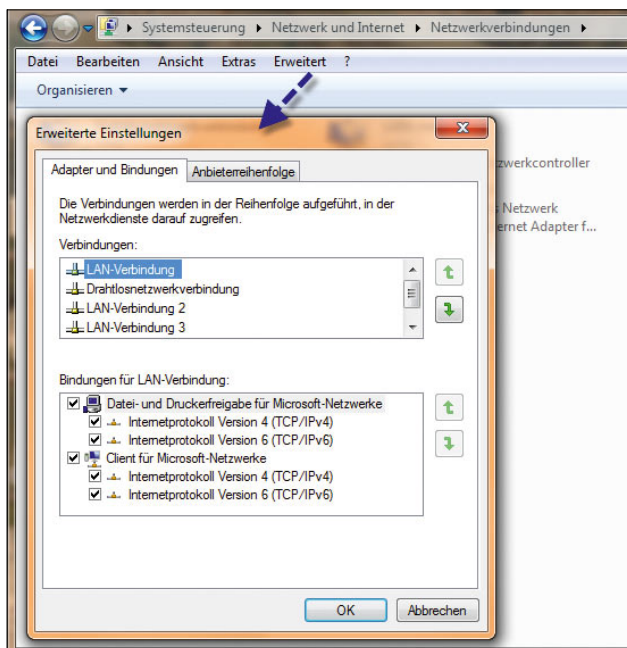 Systemsteuerung Netzwerk und Internet Netzwerkverbindungen
Datei Bearbeiten Ansicht Extras Erweitert ?
Organisieren
Erweiterte Einstellungen
zwerkcontroller
Netzwerk
ernet Adapter f...
Adapter und Bindungen Anbieterreihenfolge
Die Verbindungen werden in der Reihenfolge aufgeführt, in der
Netzwerkdienste darauf zugreifen.
Verbindungen:
LAN-Verbindung
Drahtlosnetzwerkverbindung
LAN-Verbindung 2
LAN-Verbindung 3
Bindungen für LAN-Verbindung:
Datei- und Druckerfreigabe für Microsoft-Netzwerke
Internetprotokoll Version 4 (TCP/IPv4)
Internetprotokoll Version 6 (TCP/IPv6)
Client für Microsoft-Netzwerke
Internetprotokoll Version 4 (TCP/IPv4)
Internetprotokoll Version 6 (TCP/IPv6)
OK Abbrechen